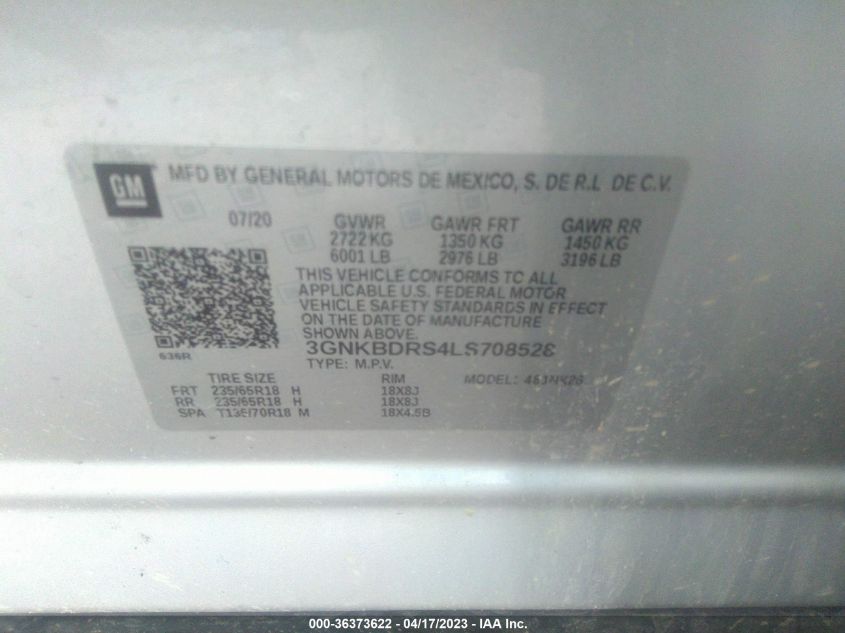 GM
MFD BY GENERAL MOTORS DE MEXICO, S. DE R.L. DE C.V.
07/20 GVWR GAWR FRT GAWR RR
2722 KG 1350 KG 1450 KG
6001 LB 2976 LB 3196 LB
THIS VEHICLE CONFORMS TO ALL
APPLICABLE U.S. FEDERAL MOTOR
VEHICLE SAFETY STANDARDS IN EFFECT
ON THE DATE OF MANUFACTURE
SHOWN ABOVE.
636R
3GNKBDRS4LS708528
TYPE: M.P.V.
TIRE SIZE RIM MODEL:
FRT 235/65R18 H 18X8J
RR 235/65R18 H 18X8J
SPA T135/70R18 M 18X4.5B
000-36373622 - 04/17/2023 - IAA Inc.